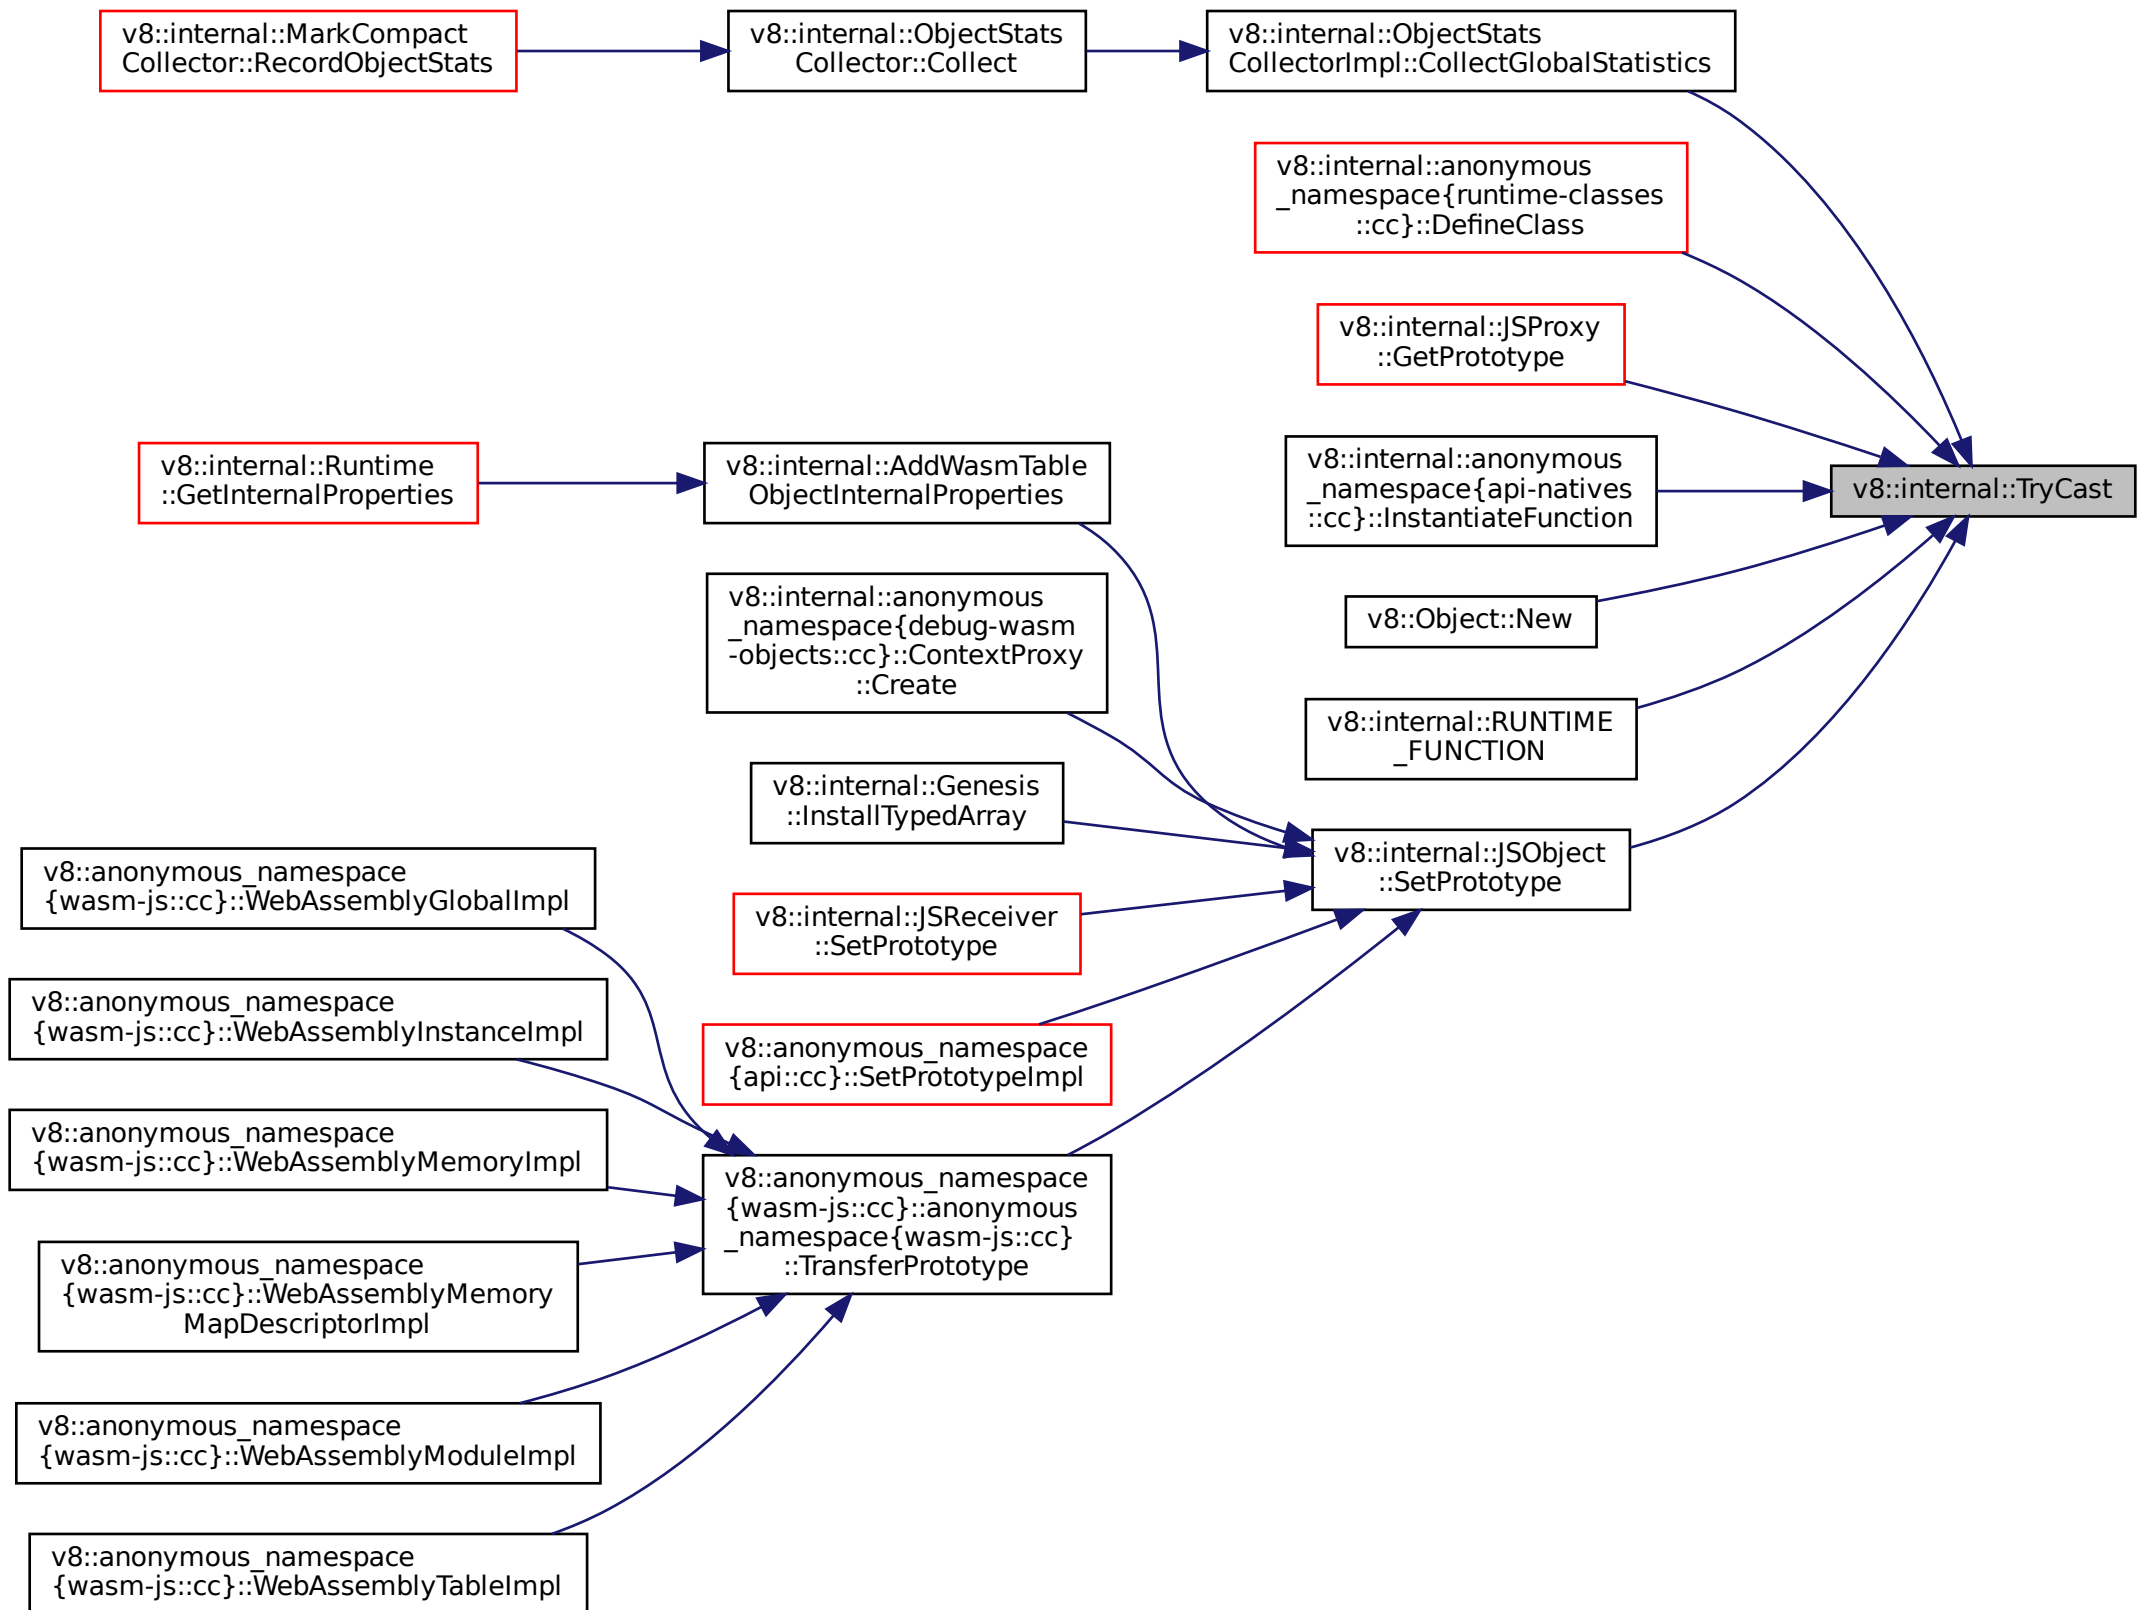 v8::internal::MarkCompact
Collector::RecordObjectStats
v8::internal::ObjectStats
Collector::Collect
v8::internal::ObjectStats
CollectorImpl::CollectGlobalStatistics
v8::internal::anonymous
_namespace{runtime-classes
::cc}::DefineClass
v8::internal::JSProxy
::GetPrototype
v8::internal::Runtime
::GetInternalProperties
v8::internal::AddWasmTable
ObjectInternalProperties
v8::internal::anonymous
_namespace{api-natives
::cc}::InstantiateFunction
v8::internal::TryCast
v8::internal::anonymous
_namespace{debug-wasm
-objects::cc}::ContextProxy
::Create
v8::Object::New
v8::internal::RUNTIME
_FUNCTION
v8::internal::Genesis
::InstallTypedArray
v8::internal::JSObject
::SetPrototype
v8::anonymous_namespace
{wasm-js::cc}::WebAssemblyGlobalImpl
v8::internal::JSReceiver
::SetPrototype
v8::anonymous_namespace
{wasm-js::cc}::WebAssemblyInstanceImpl
v8::anonymous_namespace
{api::cc}::SetPrototypeImpl
v8::anonymous_namespace
{wasm-js::cc}::WebAssemblyMemoryImpl
v8::anonymous_namespace
{wasm-js::cc}::anonymous
_namespace{wasm-js::cc}
::TransferPrototype
v8::anonymous_namespace
{wasm-js::cc}::WebAssemblyMemory
MapDescriptorImpl
v8::anonymous_namespace
{wasm-js::cc}::WebAssemblyModuleImpl
v8::anonymous_namespace
{wasm-js::cc}::WebAssemblyTableImpl